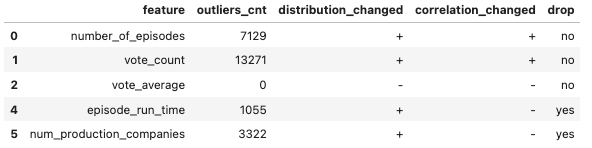 feature outliers_cnt distribution_changed correlation_changed drop
0 number_of_episodes 7129 + + no
1 vote_count 13271 + + no
2 vote_average 0 - - no
4 episode_run_time 1055 + - yes
5 num_production_companies 3322 + - yes